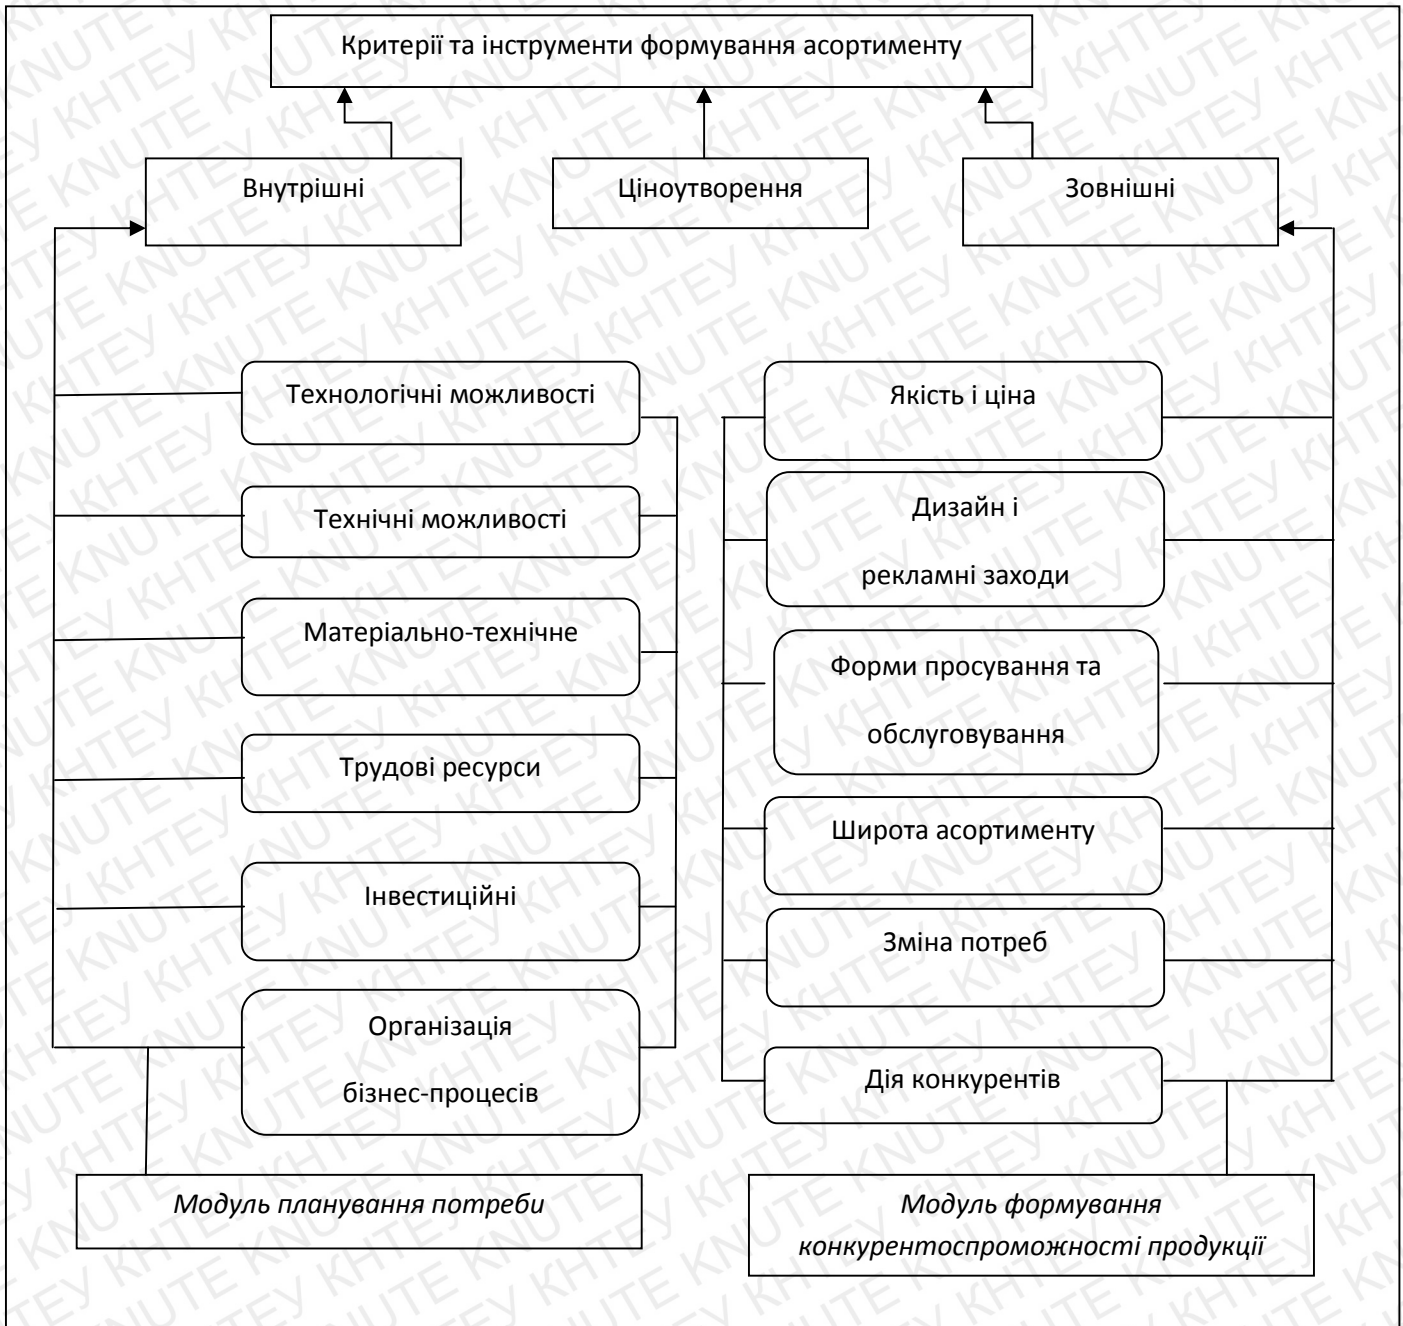 Критерії та інструменти формування асортименту
Внутрішні
Ціноутворення
Зовнішні
Технологічні можливості
Технічні можливості
Матеріально-технічне
Трудові ресурси
Інвестиційні
Організація
бізнес-процесів
Якість і ціна
Дизайн і
рекламні заходи
Форми просування та
обслуговування
Широта асортименту
Зміна потреб
Дія конкурентів
Модуль планування потреби
Модуль формування
конкурентоспроможності продукції